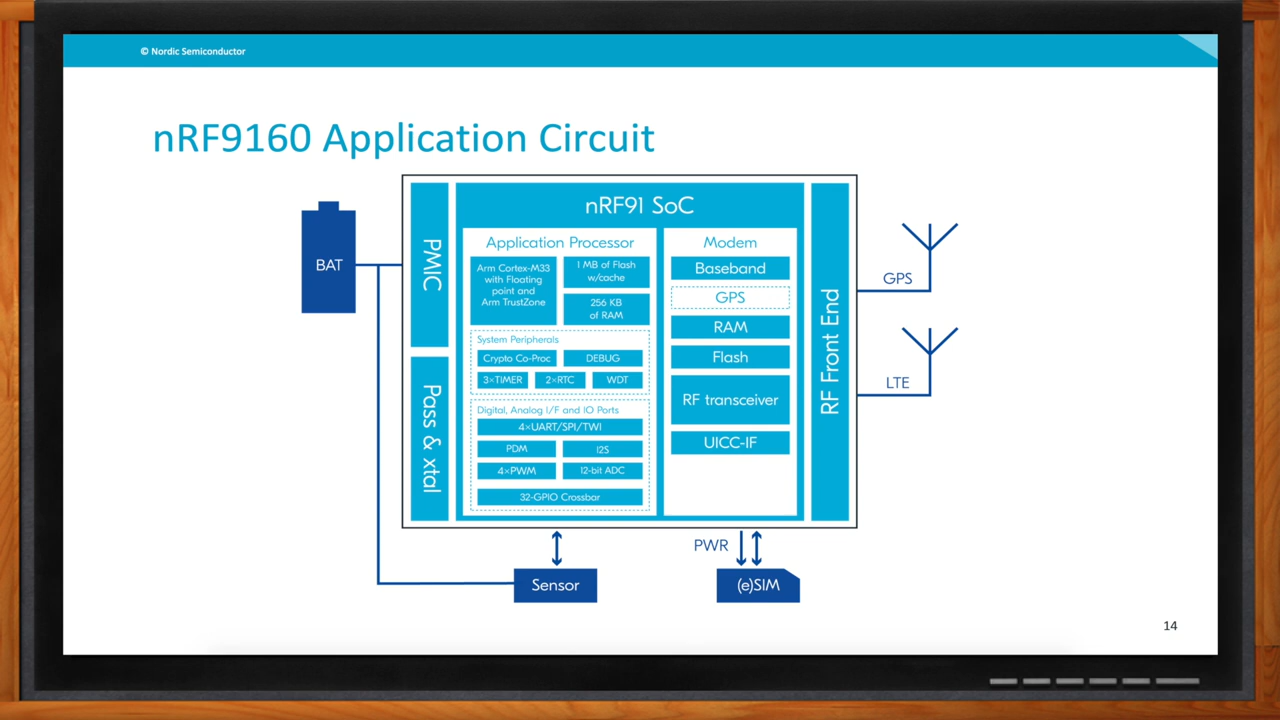 © Nordic Semiconductor
nRF9160 Application Circuit
BAT
PMIC
Pass & xtal
nRF91 SoC
Application Processor
Arm Cortex-M33
with Floating
point and
Arm TrustZone
1 MB of Flash
w/cache
256 KB
of RAM
System Peripherals
Crypto Co-Proc
DEBUG
3×TIMER
2×RTC
WDT
Digital, Analog I/F and IO Ports
4×UART/SPI/TWI
PDM
I2S
4×PWM
12-bit ADC
32-GPIO Crossbar
Modem
Baseband
GPS
RAM
Flash
RF transceiver
UICC-IF
RF Front End
GPS
LTE
PWR
Sensor
(e)SIM
14